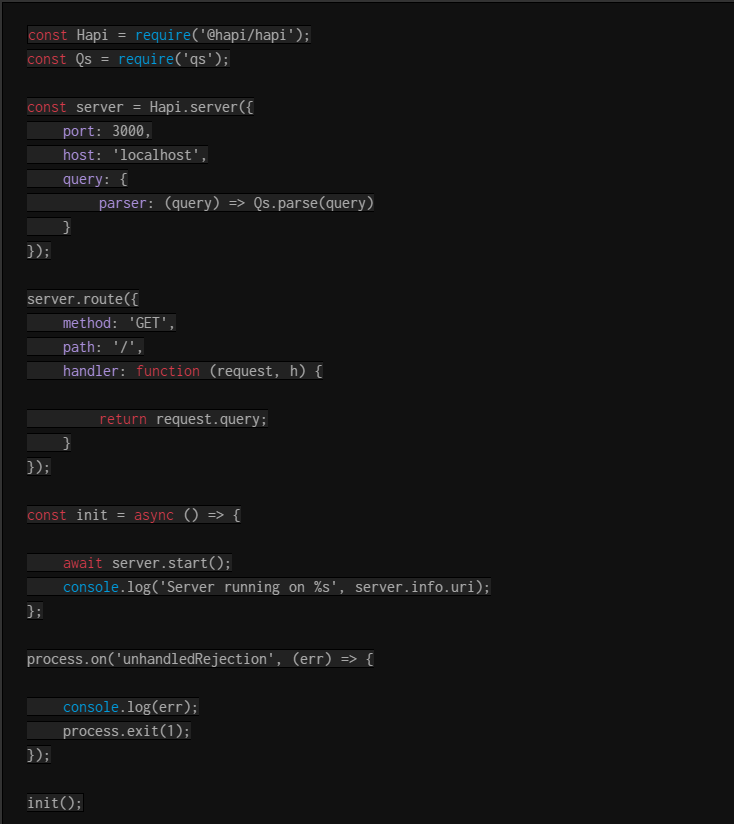 const Hapi = require('@hapi/hapi');
const Qs = require('qs');

const server = Hapi.server({
    port: 3000,
    host: 'localhost',
    query: {
        parser: (query) => Qs.parse(query)
    }
});

server.route({
    method: 'GET',
    path: '/',
    handler: function (request, h) {

        return request.query;
    }
});

const init = async () => {

    await server.start();
    console.log('Server running on %s', server.info.uri);
};

process.on('unhandledRejection', (err) => {

    console.log(err);
    process.exit(1);
});

init();